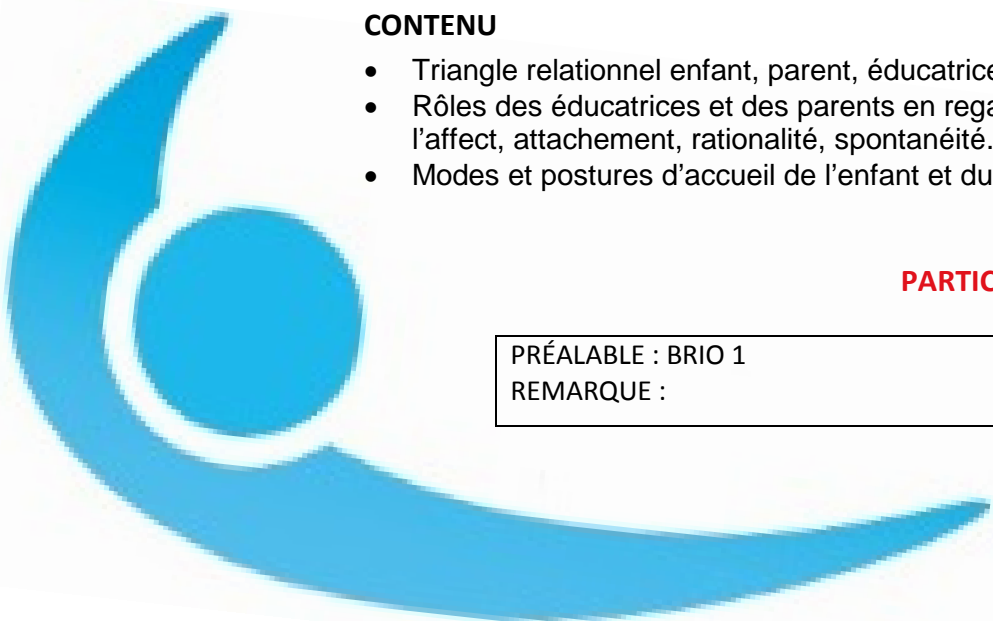 CONTENU
• Triangle relationnel enfant, parent, éducatrice
• Rôles des éducatrices et des parents en rega
l’affect, attachement, rationalité, spontanéité.
• Modes et postures d’accueil de l’enfant et du
PARTIC
PRÉALABLE : BRIO 1
REMARQUE :